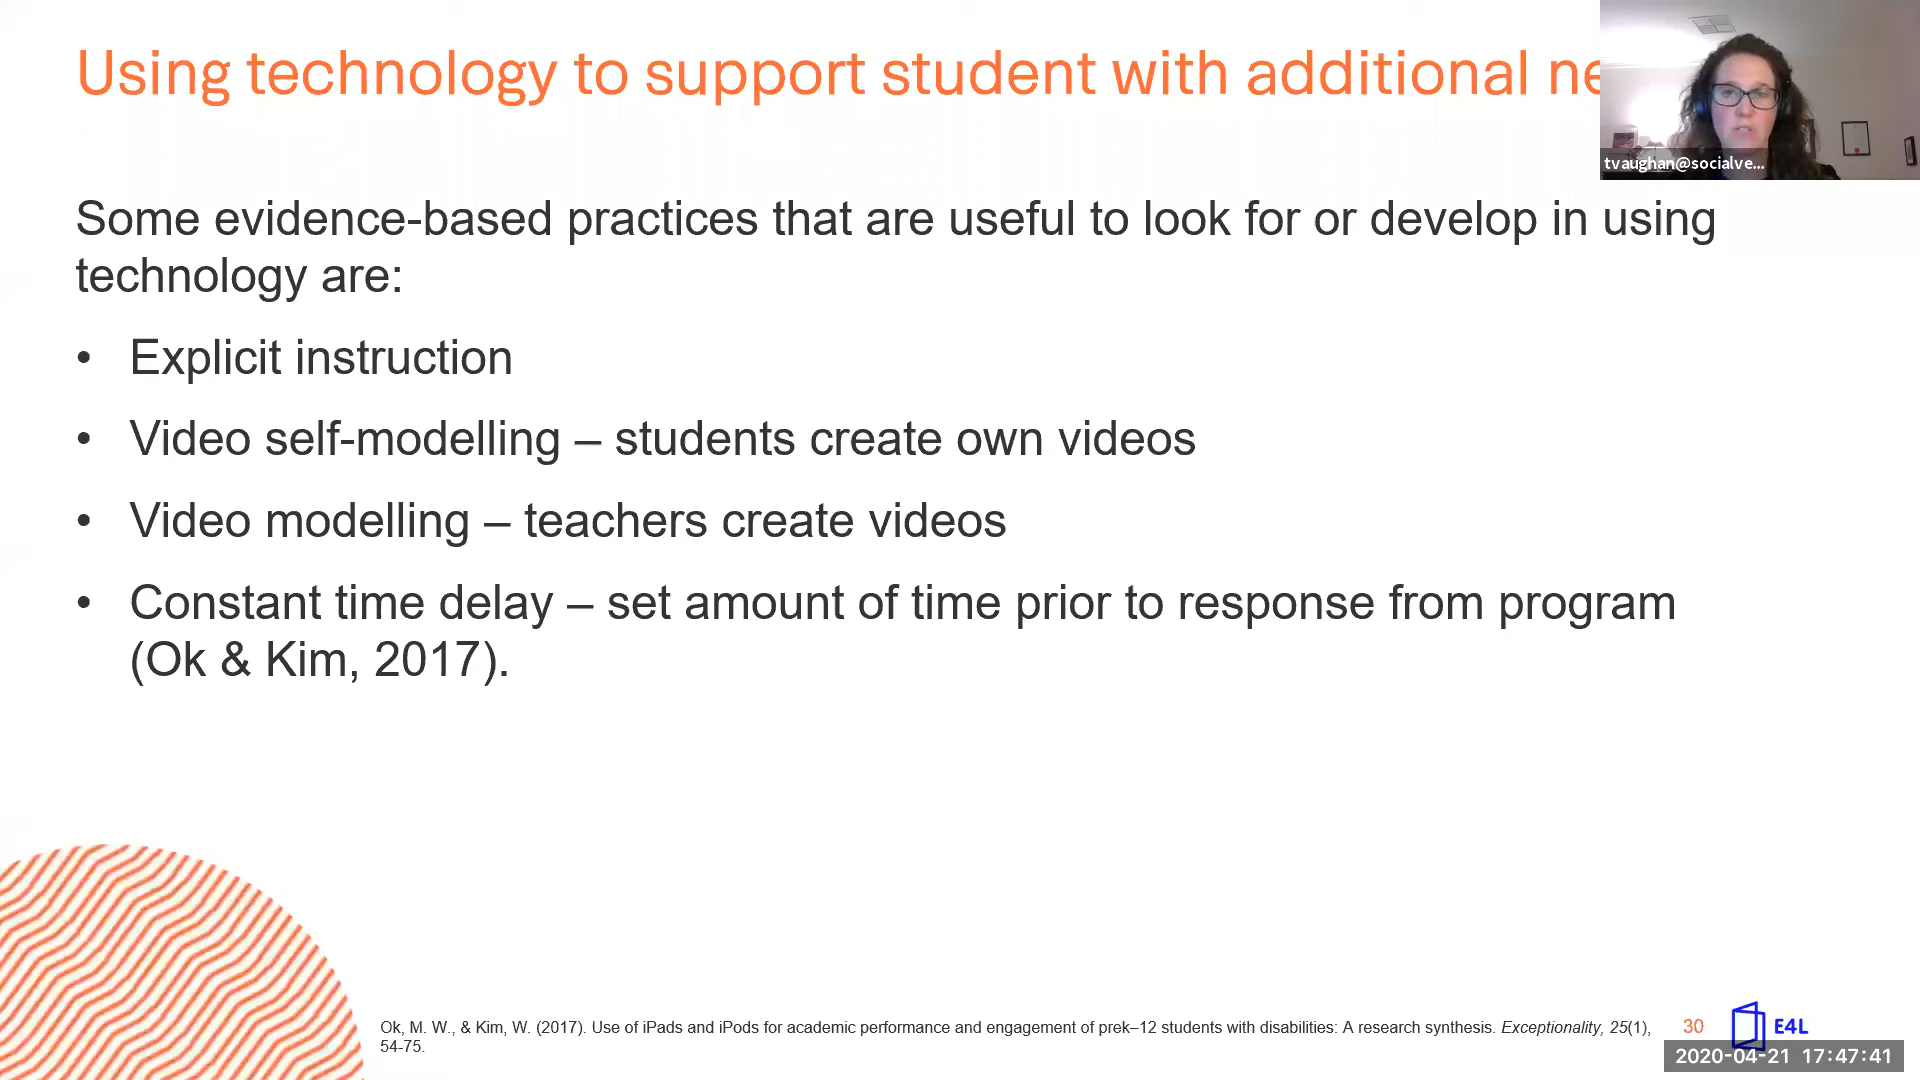 Using technology to support student with additional
tvaughan@socialve...
Some evidence-based practices that are useful to look for or develop in using
technology are:
• Explicit instruction
• Video self-modelling – students create own videos
• Video modelling – teachers create videos
• Constant time delay – set amount of time prior to response from program
(Ok & Kim, 2017).
Ok, M. W., & Kim, W. (2017). Use of iPads and iPods for academic performance and engagement of prek–12 students with disabilities: A research synthesis. Exceptionality, 25(1),
54-75.
30
E4L
2020-04-21 17:47:41